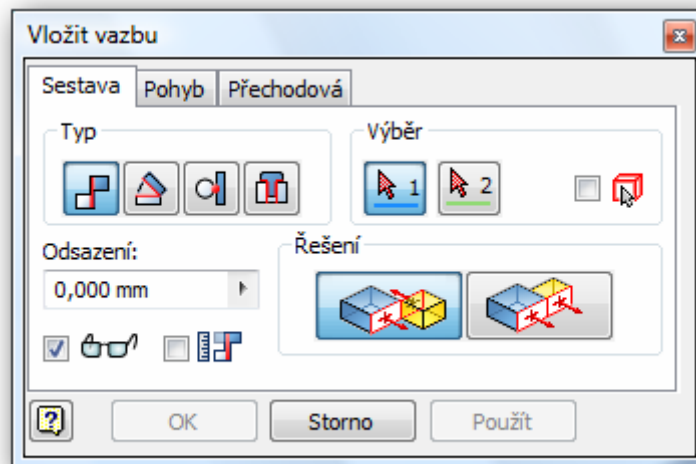 Vložit vazbu
Sestava Pohyb Přechodová
Typ
Výběr
1 2
Odsazení:
0,000 mm
Řešení
OK Storno Použít